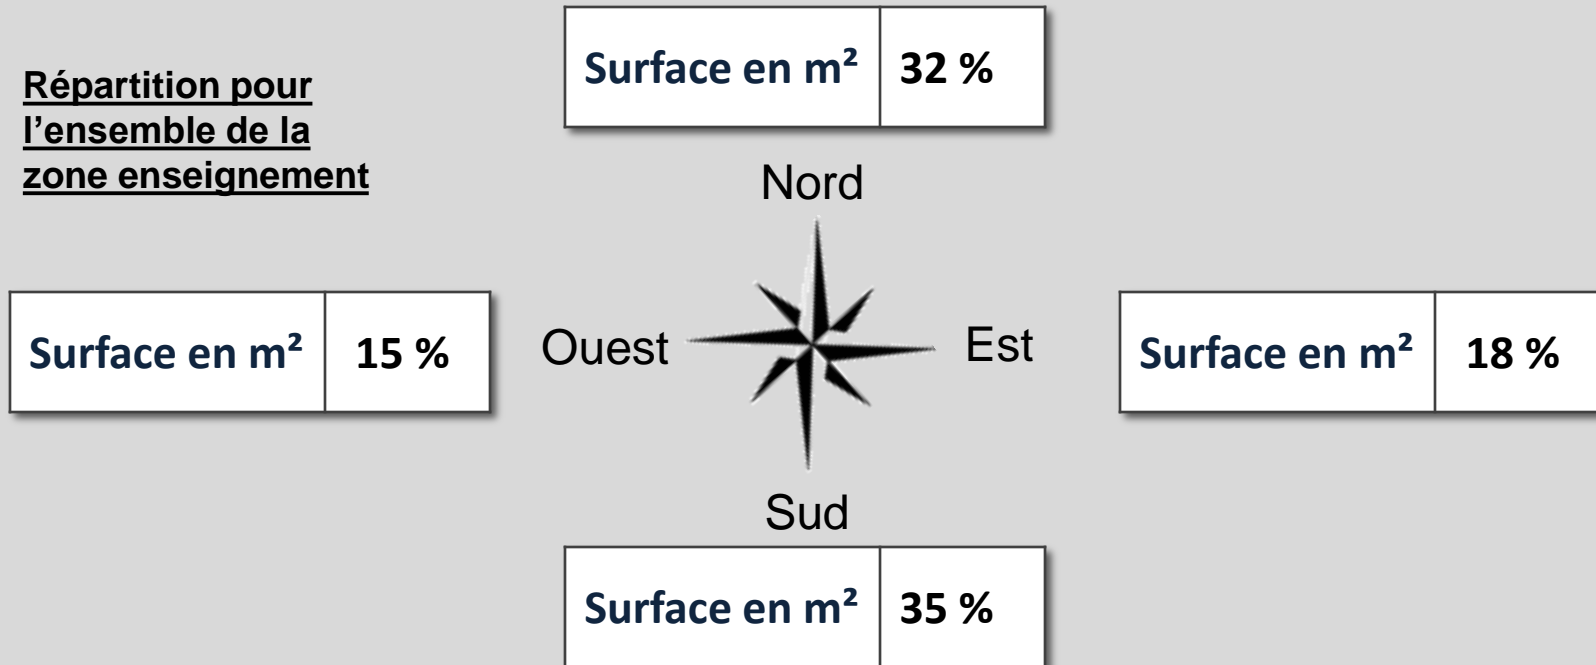 Surface en m² 32 %
Répartition pour
l’ensemble de la
zone enseignement
Nord
Surface en m² 15 %
Ouest
Est
Surface en m² 18 %
Sud
Surface en m² 35 %